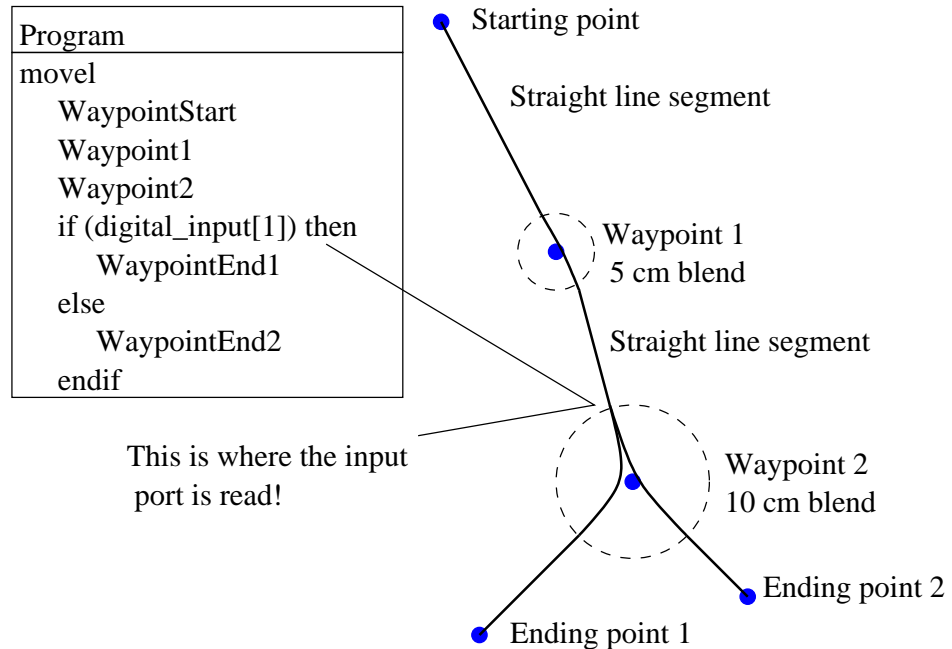 Program
movel
WaypointStart
Waypoint1
Waypoint2
if (digital_input[1]) then
WaypointEnd1
else
WaypointEnd2
endif
Starting point
Straight line segment
Waypoint 1
5 cm blend
Straight line segment
This is where the input
port is read!
Waypoint 2
10 cm blend
Ending point 2
Ending point 1